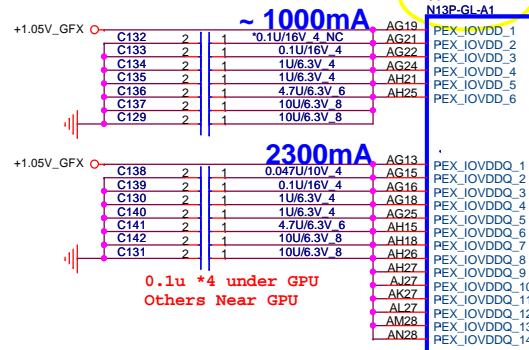 N13P-GL-A1
~ 1000mA
+1.05V_GFX
AG19 PEX_IOVDD_1
C132 2 1 *0.1U/16V_4_NC AG21 PEX_IOVDD_2
C133 2 1 0.1U/16V_4 AG22 PEX_IOVDD_3
C134 2 1 1U/6.3V_4 AG24 PEX_IOVDD_4
C135 2 1 1U/6.3V_4 AH21 PEX_IOVDD_5
C136 2 1 4.7U/6.3V_6 AH25 PEX_IOVDD_6
C137 2 1 10U/6.3V_8
C129 2 1 10U/6.3V_8
2300mA
+1.05V_GFX
AG13 PEX_IOVDDQ_1
C138 2 1 0.047U/10V_4 AG15 PEX_IOVDDQ_2
C139 2 1 0.1U/16V_4 AG16 PEX_IOVDDQ_3
C130 2 1 1U/6.3V_4 AG18 PEX_IOVDDQ_4
C140 2 1 1U/6.3V_4 AG25 PEX_IOVDDQ_5
C141 2 1 4.7U/6.3V_6 AH15 PEX_IOVDDQ_6
C142 2 1 10U/6.3V_8 AH18 PEX_IOVDDQ_7
C131 2 1 10U/6.3V_8 AH26 PEX_IOVDDQ_8
AH27 PEX_IOVDDQ_9
AJ27 PEX_IOVDDQ_10
AK27 PEX_IOVDDQ_11
AL27 PEX_IOVDDQ_12
AM28 PEX_IOVDDQ_13
AN28 PEX_IOVDDQ_14
0.1u *4 under GPU
Others Near GPU